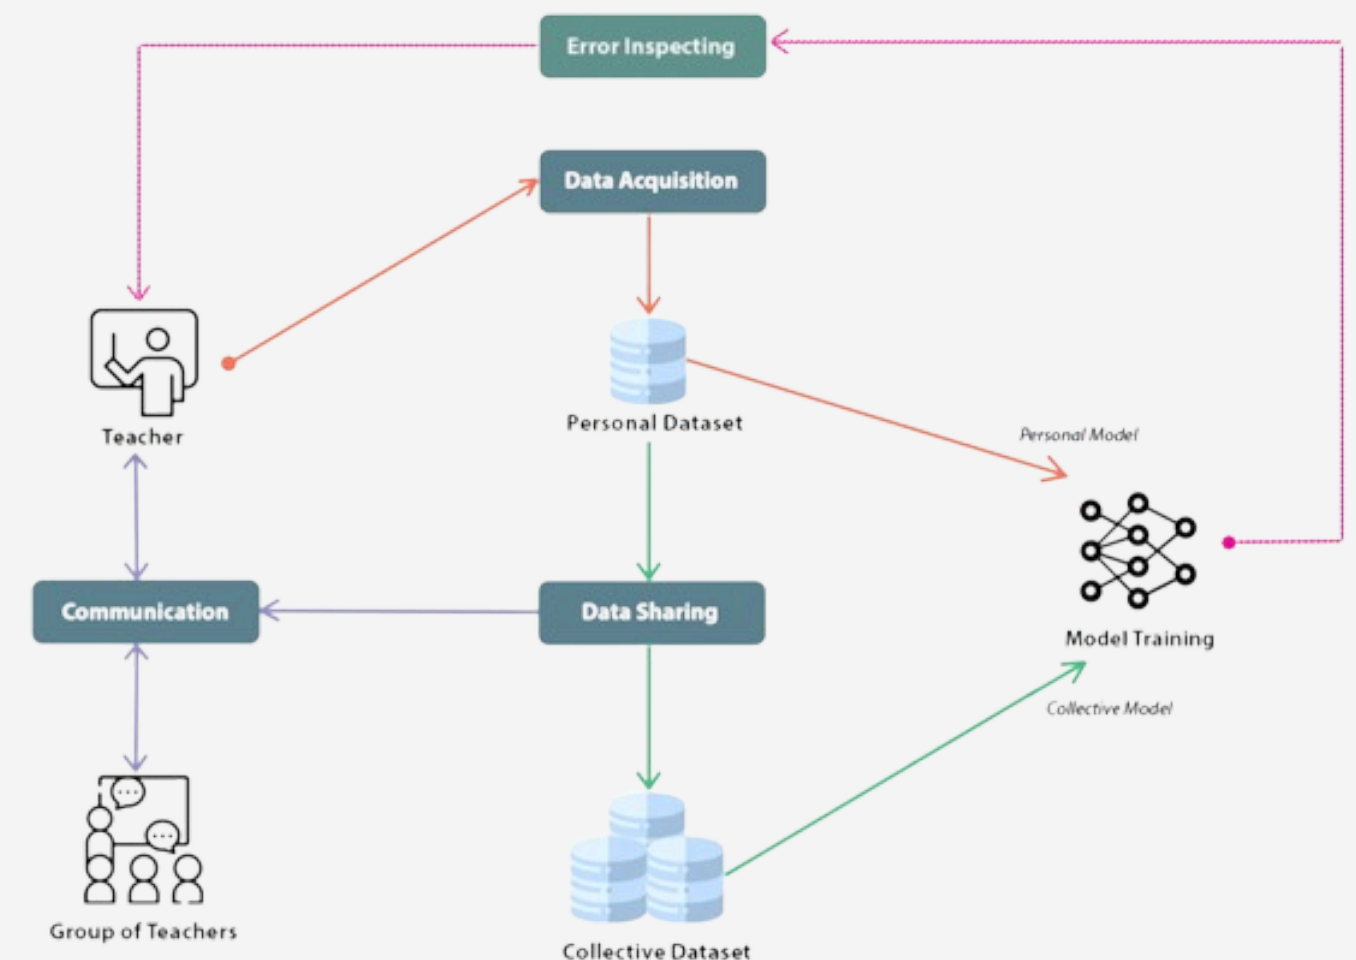 Error Inspecting
Data Acquisition
Teacher
Personal Dataset
Personal Model
Communication
Data Sharing
Model Training
Collective Model
Group of Teachers
Collective Dataset